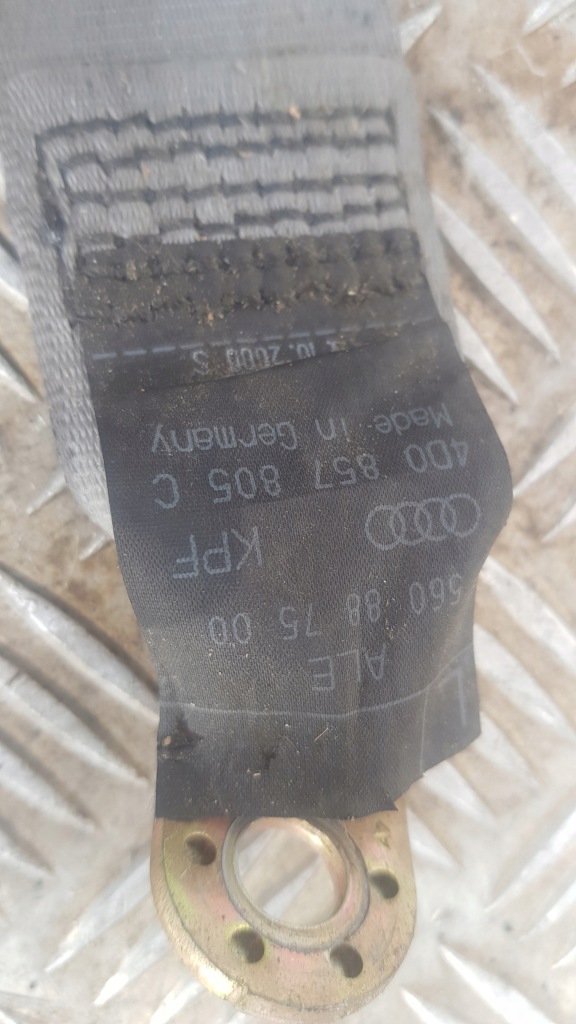 L
ALE
560 88 75 00
KPF
4D0 857 805 C
Made in Germany
.10.2000 S